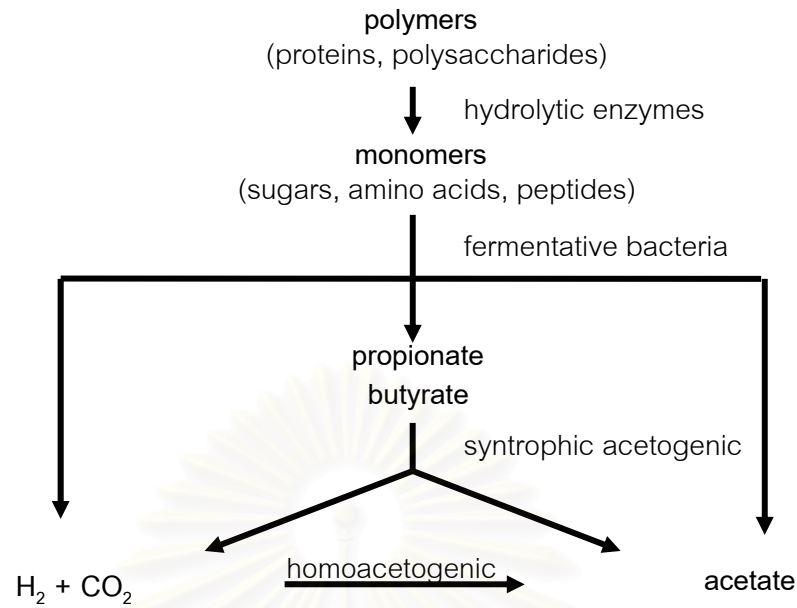 polymers
(proteins, polysaccharides)
hydrolytic enzymes
monomers
(sugars, amino acids, peptides)
fermentative bacteria
propionate
butyrate
syntrophic acetogenic
homoacetogenic
H₂ + CO₂
acetate